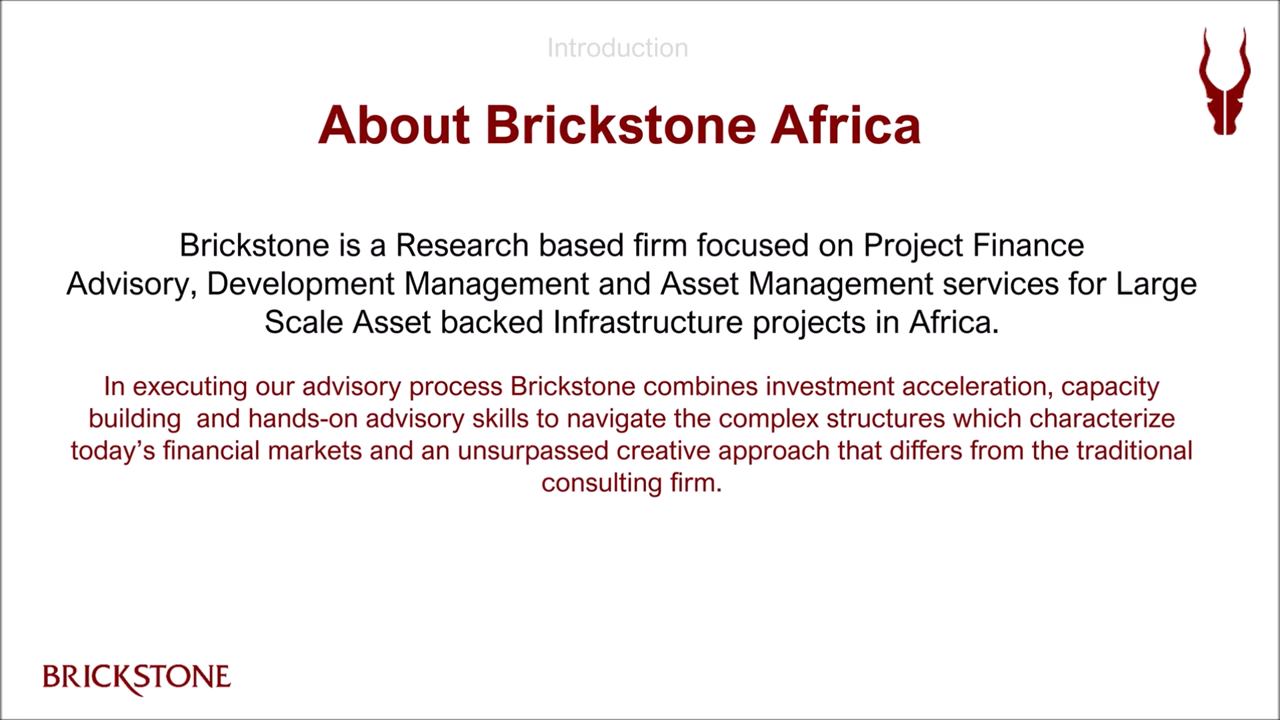 Introduction
About Brickstone Africa
Brickstone is a Research based firm focused on Project Finance
Advisory, Development Management and Asset Management services for Large
Scale Asset backed Infrastructure projects in Africa.
In executing our advisory process Brickstone combines investment acceleration, capacity
building  and hands-on advisory skills to navigate the complex structures which characterize
today’s financial markets and an unsurpassed creative approach that differs from the traditional
consulting firm.
BRICKSTONE